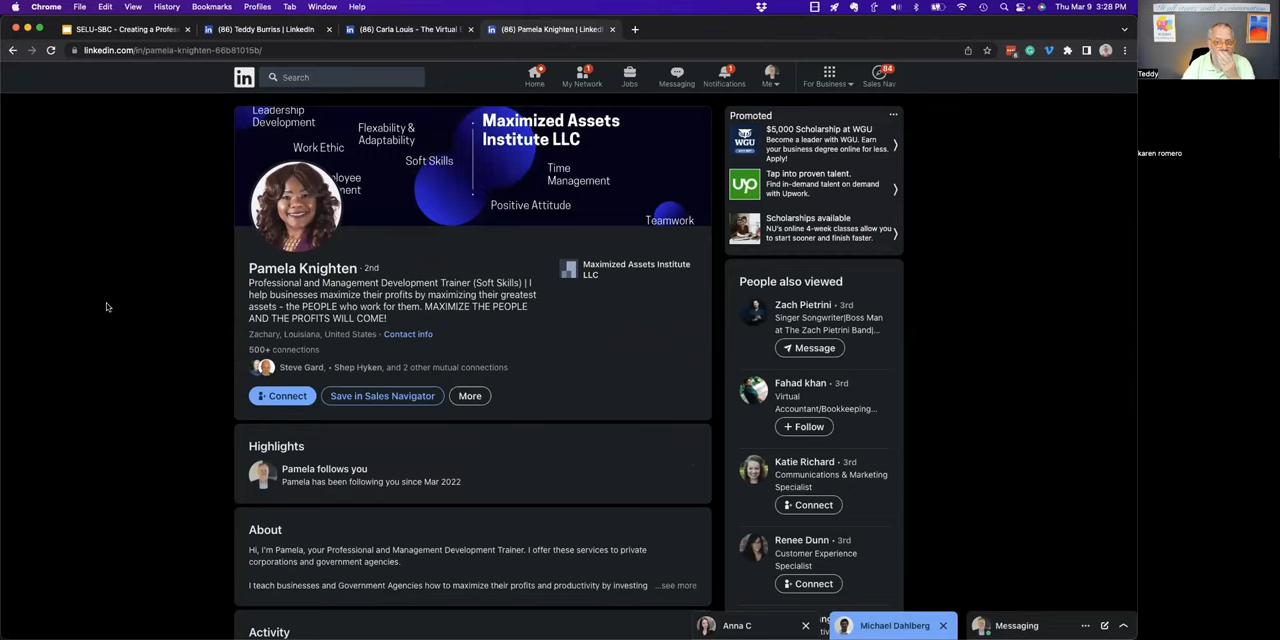 Chrome File Edit View History Bookmarks Profiles Tab Window Help
Thu Mar 9 3:28 PM
SELU-SBC - Creating a Profes
(86) Teddy Burriss | LinkedIn
(86) Carla Louis - The Virtual E
(86) Pamela Knighten | Linked
linkedin.com/in/pamela-knighten-66b81015b/
Search
Home
My Network
Jobs
Messaging
Notifications
Me
For Business
Sales Nav
1
1
84
Leadership
Development
Work Ethic
Flexability &
Adaptability
Soft Skills
Maximized Assets
Institute LLC
Time
Management
Positive Attitude
Teamwork
Pamela Knighten · 2nd
Professional and Management Development Trainer (Soft Skills) | I
help businesses maximize their profits by maximizing their greatest
assets - the PEOPLE who work for them. MAXIMIZE THE PEOPLE
AND THE PROFITS WILL COME!
Maximized Assets Institute
LLC
Zachary, Louisiana, United States · Contact info
500+ connections
Steve Gard, • Shep Hyken, and 2 other mutual connections
Connect
Save in Sales Navigator
More
Highlights
Pamela follows you
Pamela has been following you since Mar 2022
About
Hi, I'm Pamela, your Professional and Management Development Trainer. I offer these services to private
corporations and government agencies.
I teach businesses and Government Agencies how to maximize their profits and productivity by investing ...see more
Activity
Promoted
$5,000 Scholarship at WGU
Become a leader with WGU. Earn
your business degree online for less.
Apply!
WGU
Tap into proven talent.
Find in-demand talent on demand
with Upwork.
up
Scholarships available
NU's online 4-week classes allow you
to start sooner and finish faster.
People also viewed
Zach Pietrini · 3rd
Singer Songwriter|Boss Man
at The Zach Pietrini Band|...
Message
Fahad khan · 3rd
Virtual
Accountant/Bookkeeping...
+ Follow
Katie Richard · 3rd
Communications & Marketing
Specialist
Connect
Renee Dunn · 3rd
Customer Experience
Specialist
Connect
Anna C
Michael Dahlberg
Messaging
Teddy
karen romero